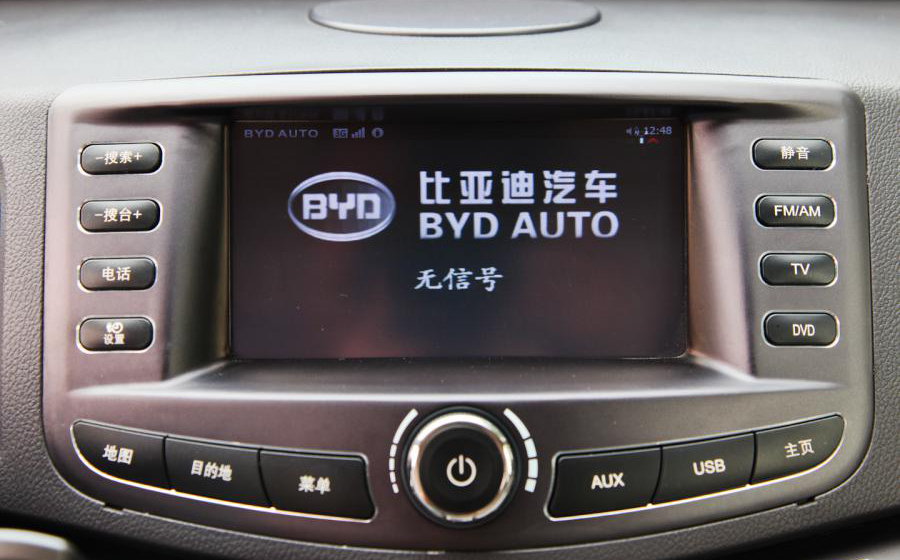 BYD AUTO 3G 12:48
BYD
比亚迪汽车
BYD AUTO
无信号
-搜索+
-搜台+
电话
设置
静音
FM/AM
TV
DVD
地图
目的地
菜单
AUX
USB
主页